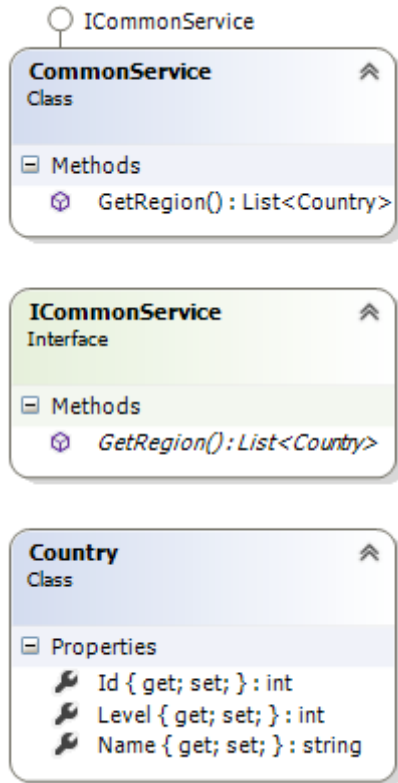 ICommonService
CommonService
Class
Methods
GetRegion() : List<Country>
ICommonService
Interface
Methods
GetRegion() : List<Country>
Country
Class
Properties
Id { get; set; } : int
Level { get; set; } : int
Name { get; set; } : string